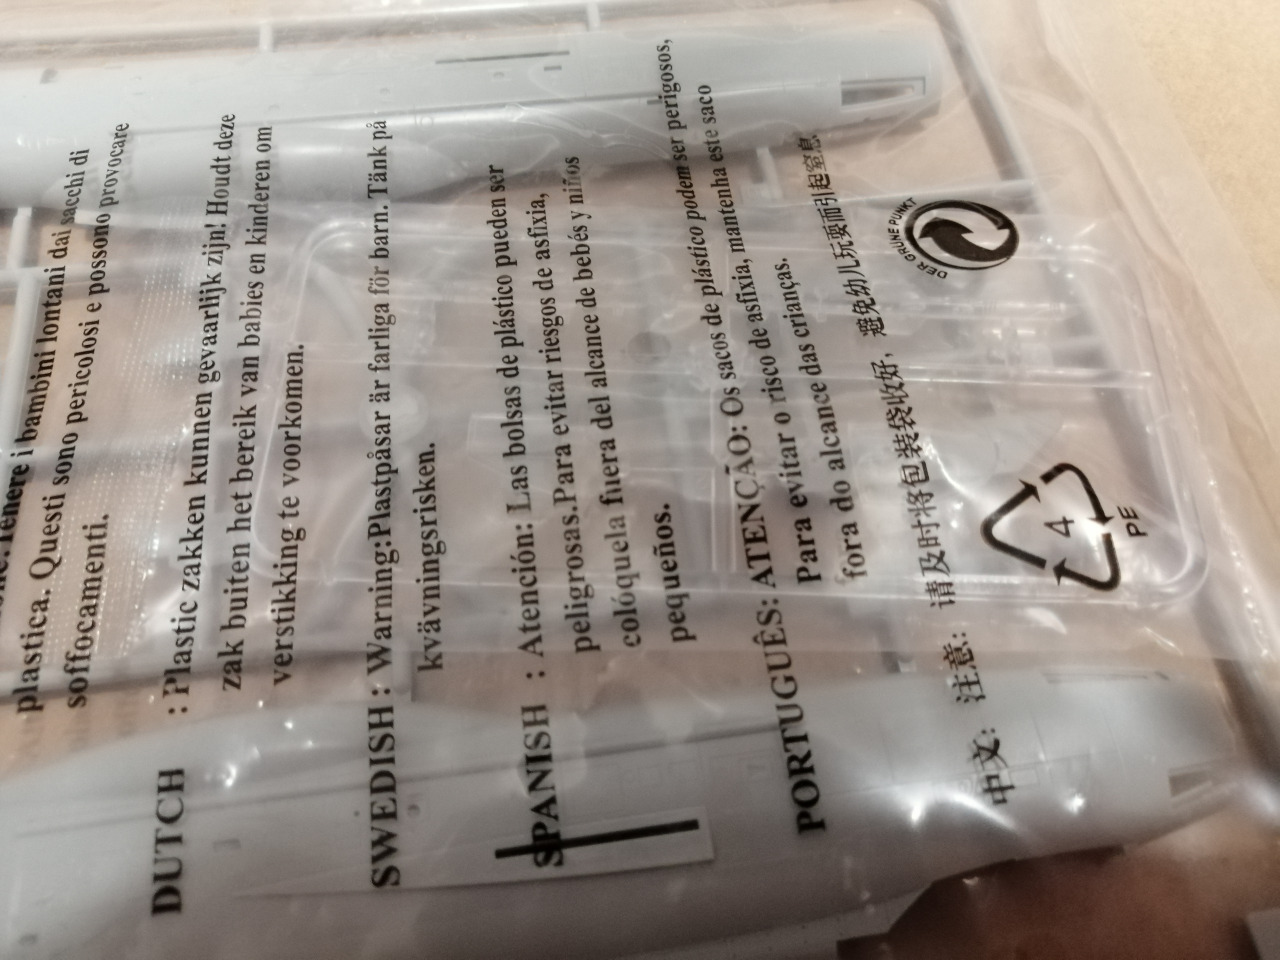 Tenere i bambini lontani dai sacchi di
plastica. Questi sono pericolosi e possono provocare
soffocamenti.
DUTCH : Plastic zakken kunnen gevaarlijk zijn! Houdt deze
zak buiten het bereik van babies en kinderen om
verstikking te voorkomen.
SWEDISH : Warning:Plastpåsar är farliga för barn. Tänk på
kvävningsrisken.
SPANISH : Atención: Las bolsas de plástico pueden ser
peligrosas.Para evitar riesgos de asfixia,
colóquela fuera del alcance de bebés y niños
pequeños.
PORTUGUÊS: ATENÇÃO: Os sacos de plástico podem ser perigosos,
Para evitar o risco de asfixia, mantenha este saco
fora do alcance das crianças.
中文: 注意: 请及时将包装袋收好, 避免幼儿玩耍而引起窒息
DER GRÜNE PUNKT
4
PE